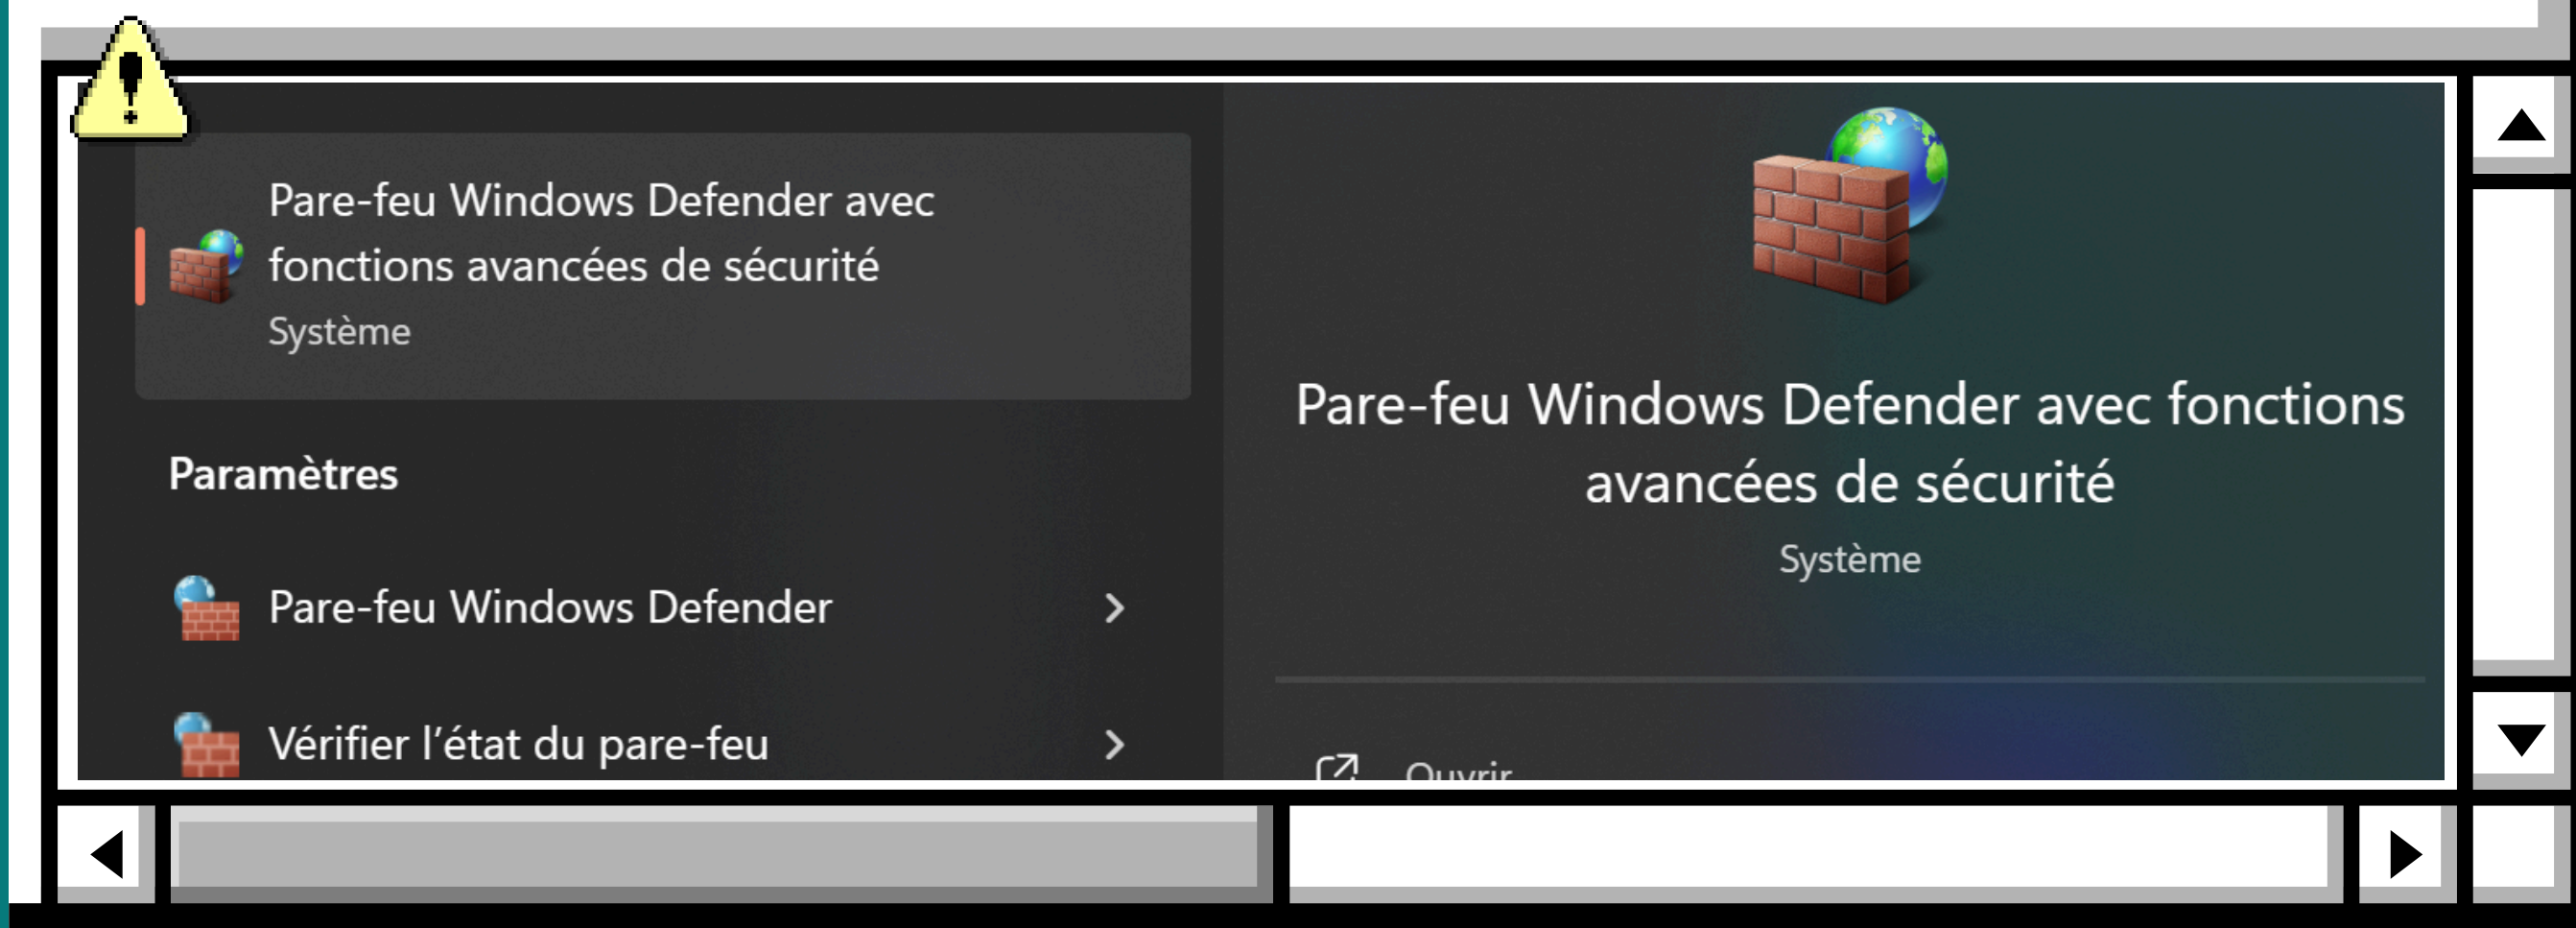 Pare-feu Windows Defender avec
fonctions avancées de sécurité
Système
Paramètres
Pare-feu Windows Defender
Vérifier l’état du pare-feu
Pare-feu Windows Defender avec fonctions
avancées de sécurité
Système
Ouvrir